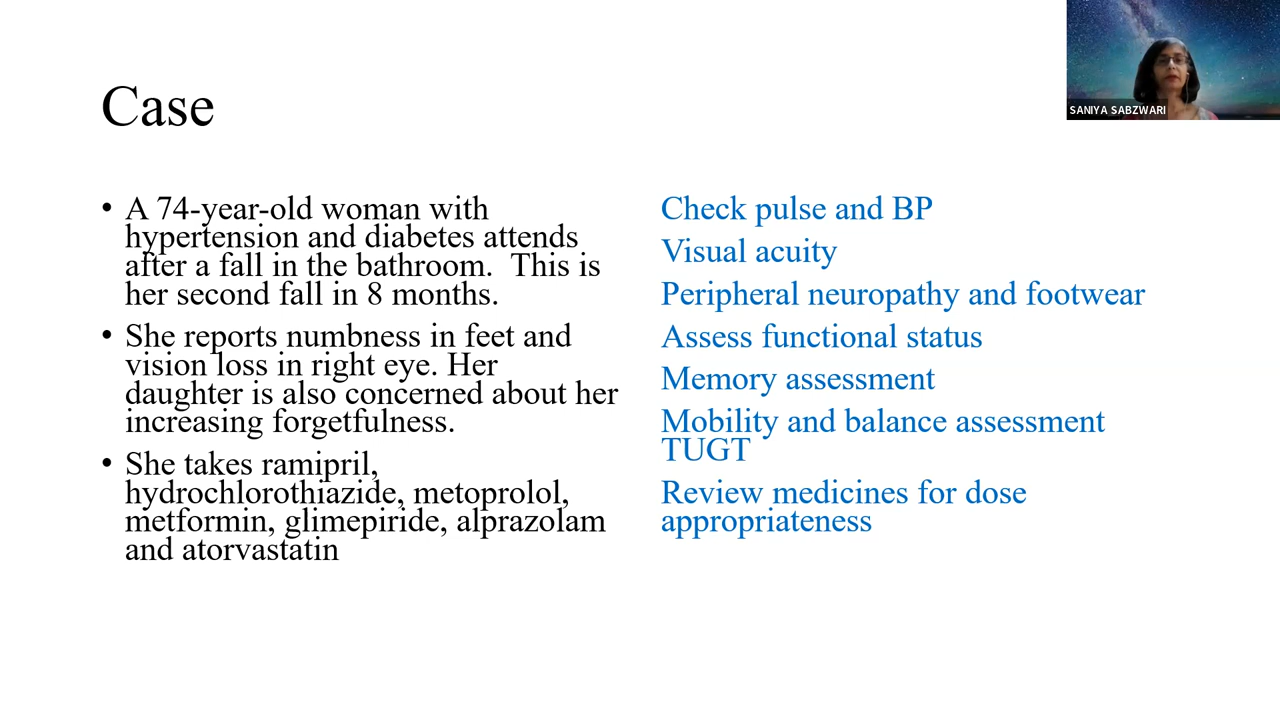 SANIYA SABZWARI
Case
• A 74-year-old woman with
hypertension and diabetes attends
after a fall in the bathroom.  This is
her second fall in 8 months.
• She reports numbness in feet and
vision loss in right eye. Her
daughter is also concerned about her
increasing forgetfulness.
• She takes ramipril,
hydrochlorothiazide, metoprolol,
metformin, glimepiride, alprazolam
and atorvastatin
Check pulse and BP
Visual acuity
Peripheral neuropathy and footwear
Assess functional status
Memory assessment
Mobility and balance assessment
TUGT
Review medicines for dose
appropriateness